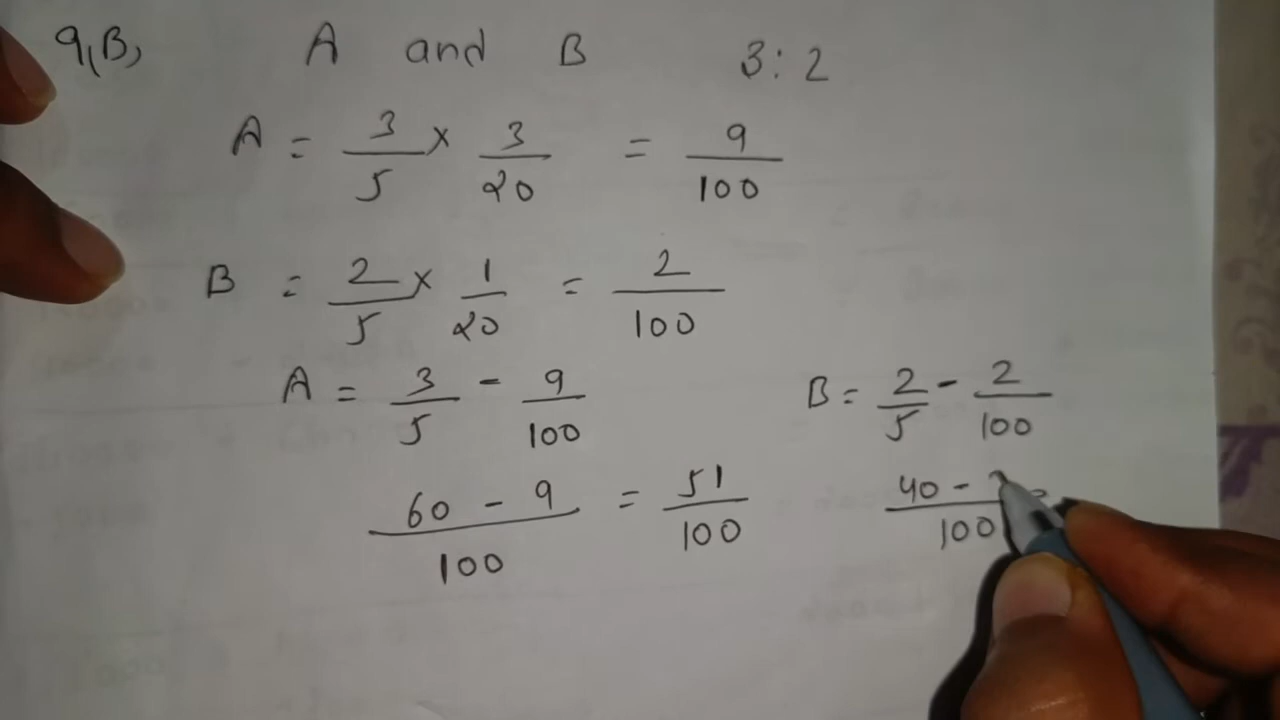 9(B) A and B 3:2
A = 3/5 × 3/20 = 9/100
B = 2/5 × 1/20 = 2/100
A = 3/5 - 9/100 B = 2/5 - 2/100
60 - 9/100 = 51/100 40 - /100